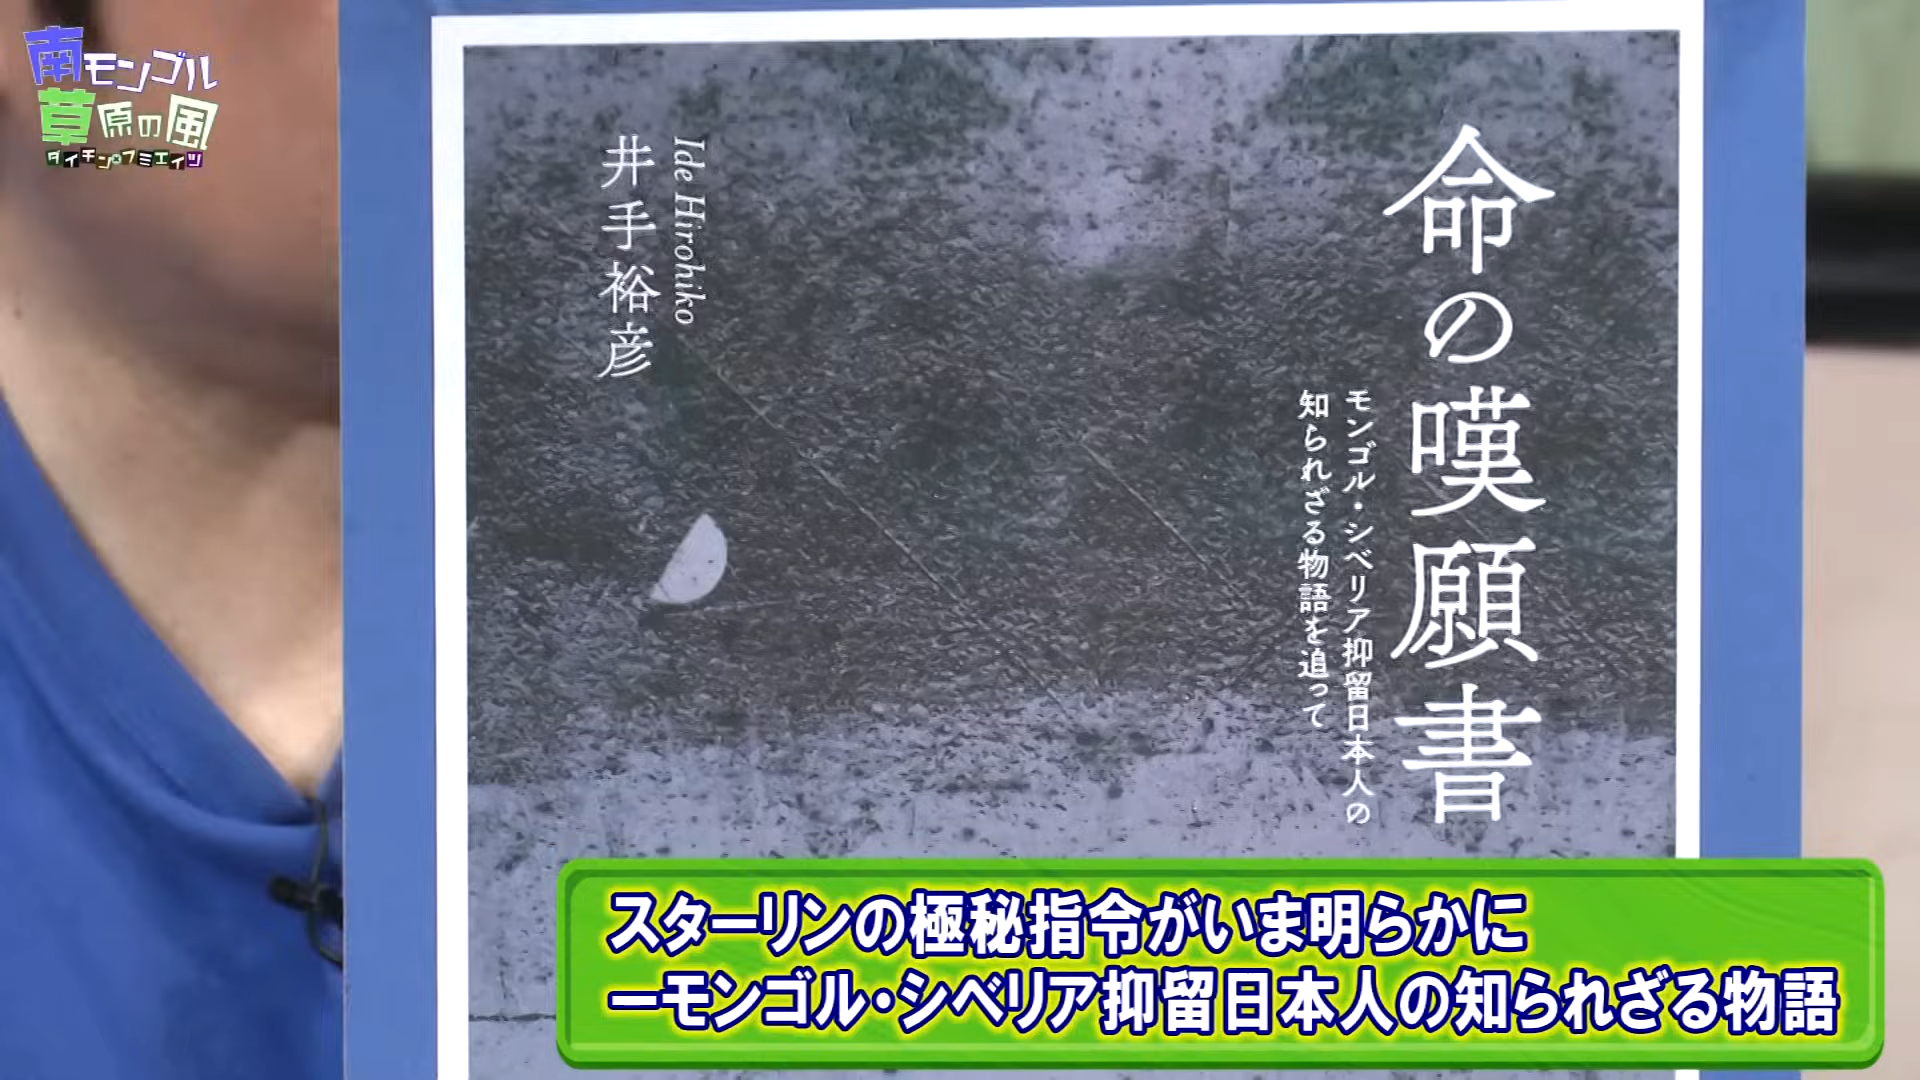 南モンゴル
草原の風
ダイチン×フミエイツ
命の嘆願書
モンゴル・シベリア抑留日本人の
知られざる物語を追って
Ide Hirohiko
井手裕彦
スターリンの極秘指令がいま明らかに
ーモンゴル・シベリア抑留日本人の知られざる物語